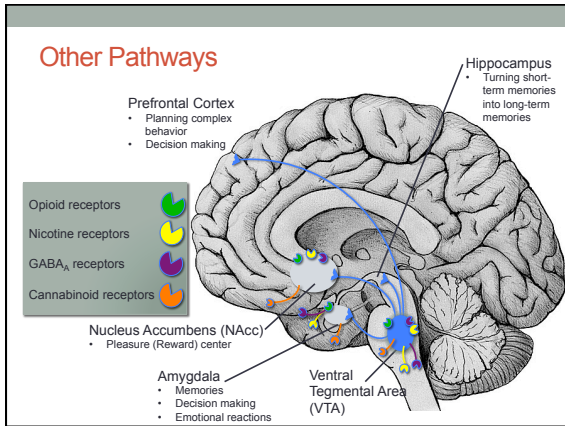 Other Pathways
Hippocampus
• Turning short-
term memories
into long-term
memories
Prefrontal Cortex
• Planning complex
behavior
• Decision making
Opioid receptors
Nicotine receptors
GABAA receptors
Cannabinoid receptors
Nucleus Accumbens (NAcc)
• Pleasure (Reward) center
Amygdala
• Memories
• Decision making
• Emotional reactions
Ventral
Tegmental Area
(VTA)